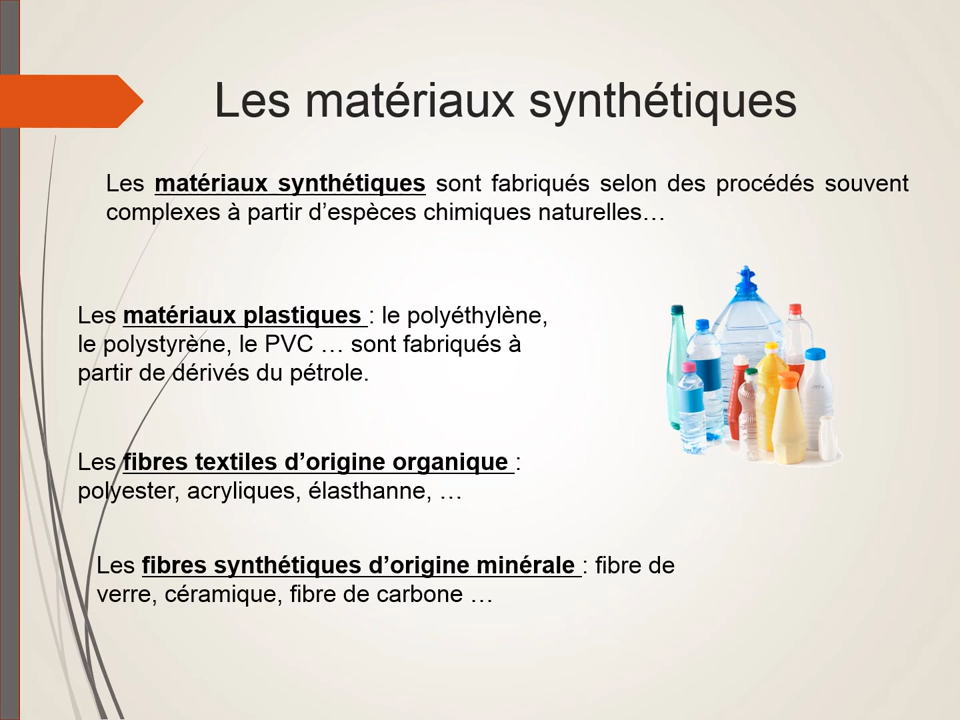 Les matériaux synthétiques
Les matériaux synthétiques sont fabriqués selon des procédés souvent
complexes à partir d’espèces chimiques naturelles…
Les matériaux plastiques : le polyéthylène,
le polystyrène, le PVC … sont fabriqués à
partir de dérivés du pétrole.
Les fibres textiles d’origine organique :
polyester, acryliques, élasthanne, …
Les fibres synthétiques d’origine minérale : fibre de
verre, céramique, fibre de carbone …